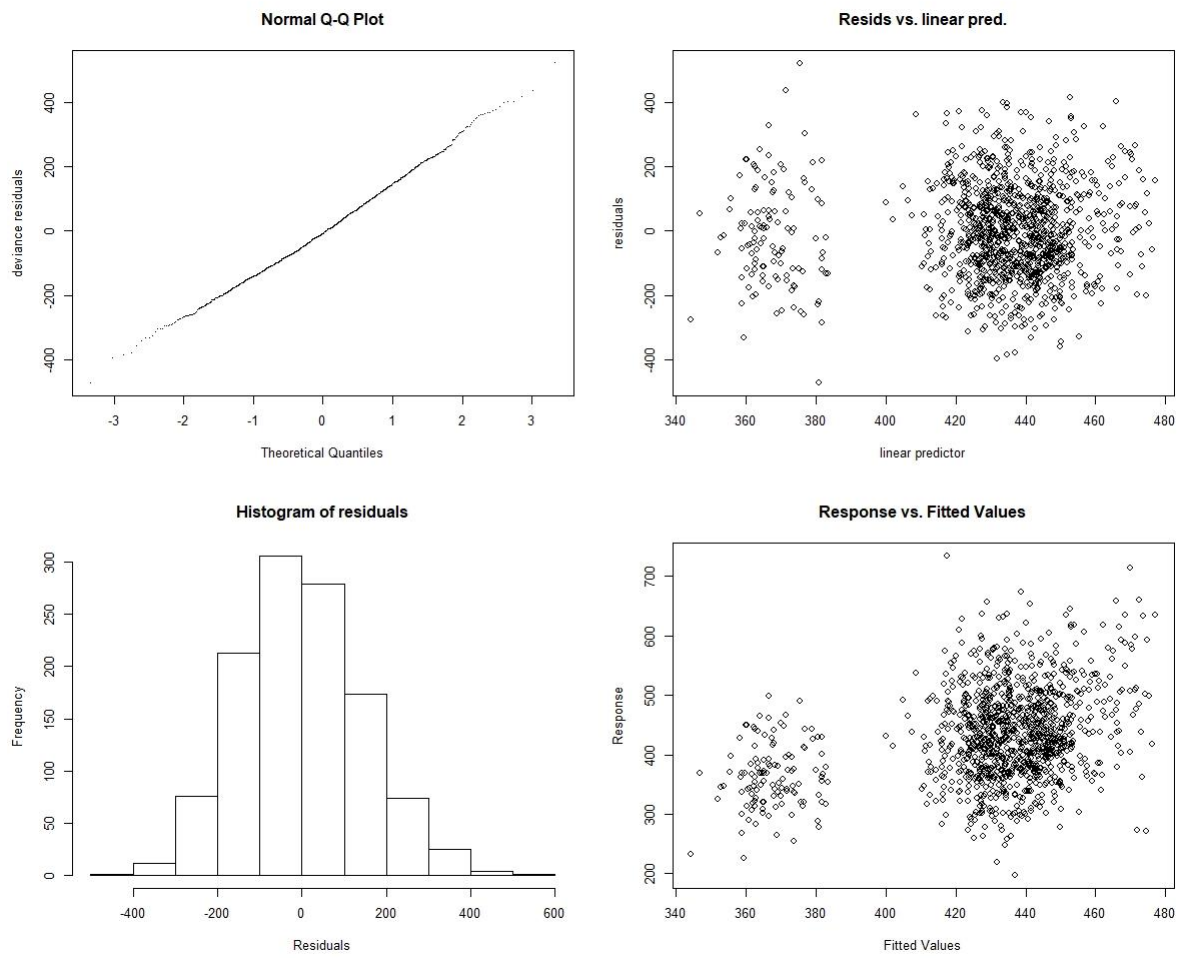 Normal Q-Q Plot
deviance residuals
400
200
0
-200
-400
-3 -2 -1 0 1 2 3
Theoretical Quantiles
Resids vs. linear pred.
residuals
400
200
0
-200
-400
340 360 380 400 420 440 460 480
linear predictor
Histogram of residuals
Frequency
300
250
200
150
100
50
0
-400 -200 0 200 400 600
Residuals
Response vs. Fitted Values
Response
700
600
500
400
300
200
340 360 380 400 420 440 460 480
Fitted Values